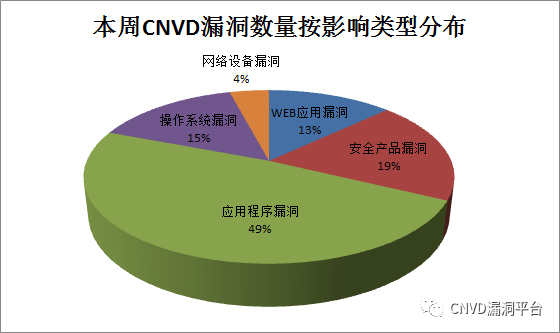 本周CNVD漏洞数量按影响类型分布
网络设备漏洞
4%
WEB应用漏洞
13%
操作系统漏洞
15%
安全产品漏洞
19%
应用程序漏洞
49%
CNVD漏洞平台